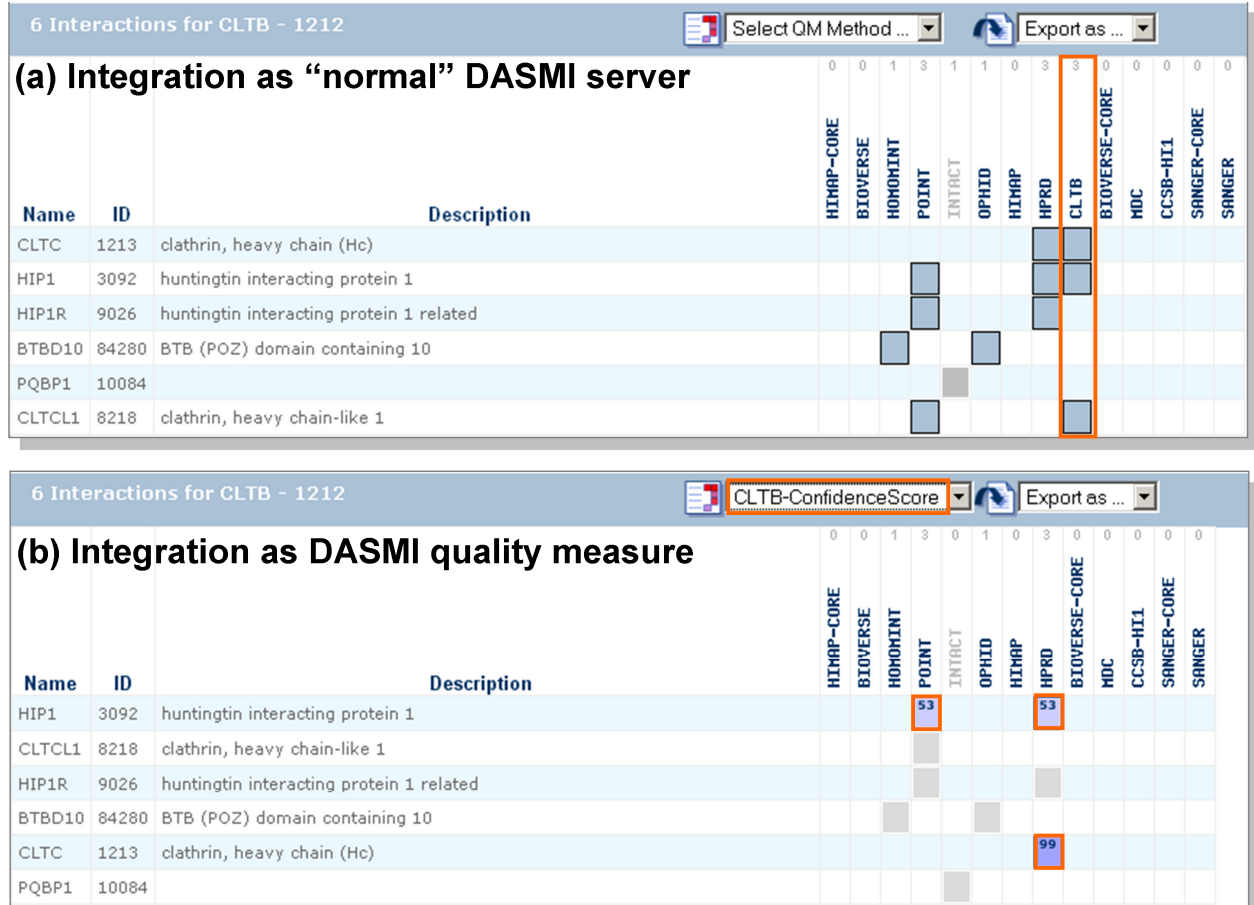 6 Interactions for CLTB - 1212 Select QM Method ... Export as ...
(a) Integration as “normal” DASMI server
0 0 1 3 1 1 0 3 3 0 0 0 0 0
HIMAP-CORE BIOVERSE HOMOMINT POINT INTACT OPHID HIMAP HPRD CLTB BIOVERSE-CORE MDC CCSB-HI1 SANGER-CORE SANGER
Name ID Description
CLTC 1213 clathrin, heavy chain (Hc)
HIP1 3092 huntingtin interacting protein 1
HIP1R 9026 huntingtin interacting protein 1 related
BTBD10 84280 BTB (POZ) domain containing 10
PQBP1 10084
CLTCL1 8218 clathrin, heavy chain-like 1
6 Interactions for CLTB - 1212 CLTB-ConfidenceScore Export as ...
(b) Integration as DASMI quality measure
0 0 1 3 0 1 0 3 0 0 0 0 0
HIMAP-CORE BIOVERSE HOMOMINT POINT INTACT OPHID HIMAP HPRD BIOVERSE-CORE MDC CCSB-HI1 SANGER-CORE SANGER
Name ID Description
HIP1 3092 huntingtin interacting protein 1 53 53
CLTCL1 8218 clathrin, heavy chain-like 1
HIP1R 9026 huntingtin interacting protein 1 related
BTBD10 84280 BTB (POZ) domain containing 10
CLTC 1213 clathrin, heavy chain (Hc) 99
PQBP1 10084